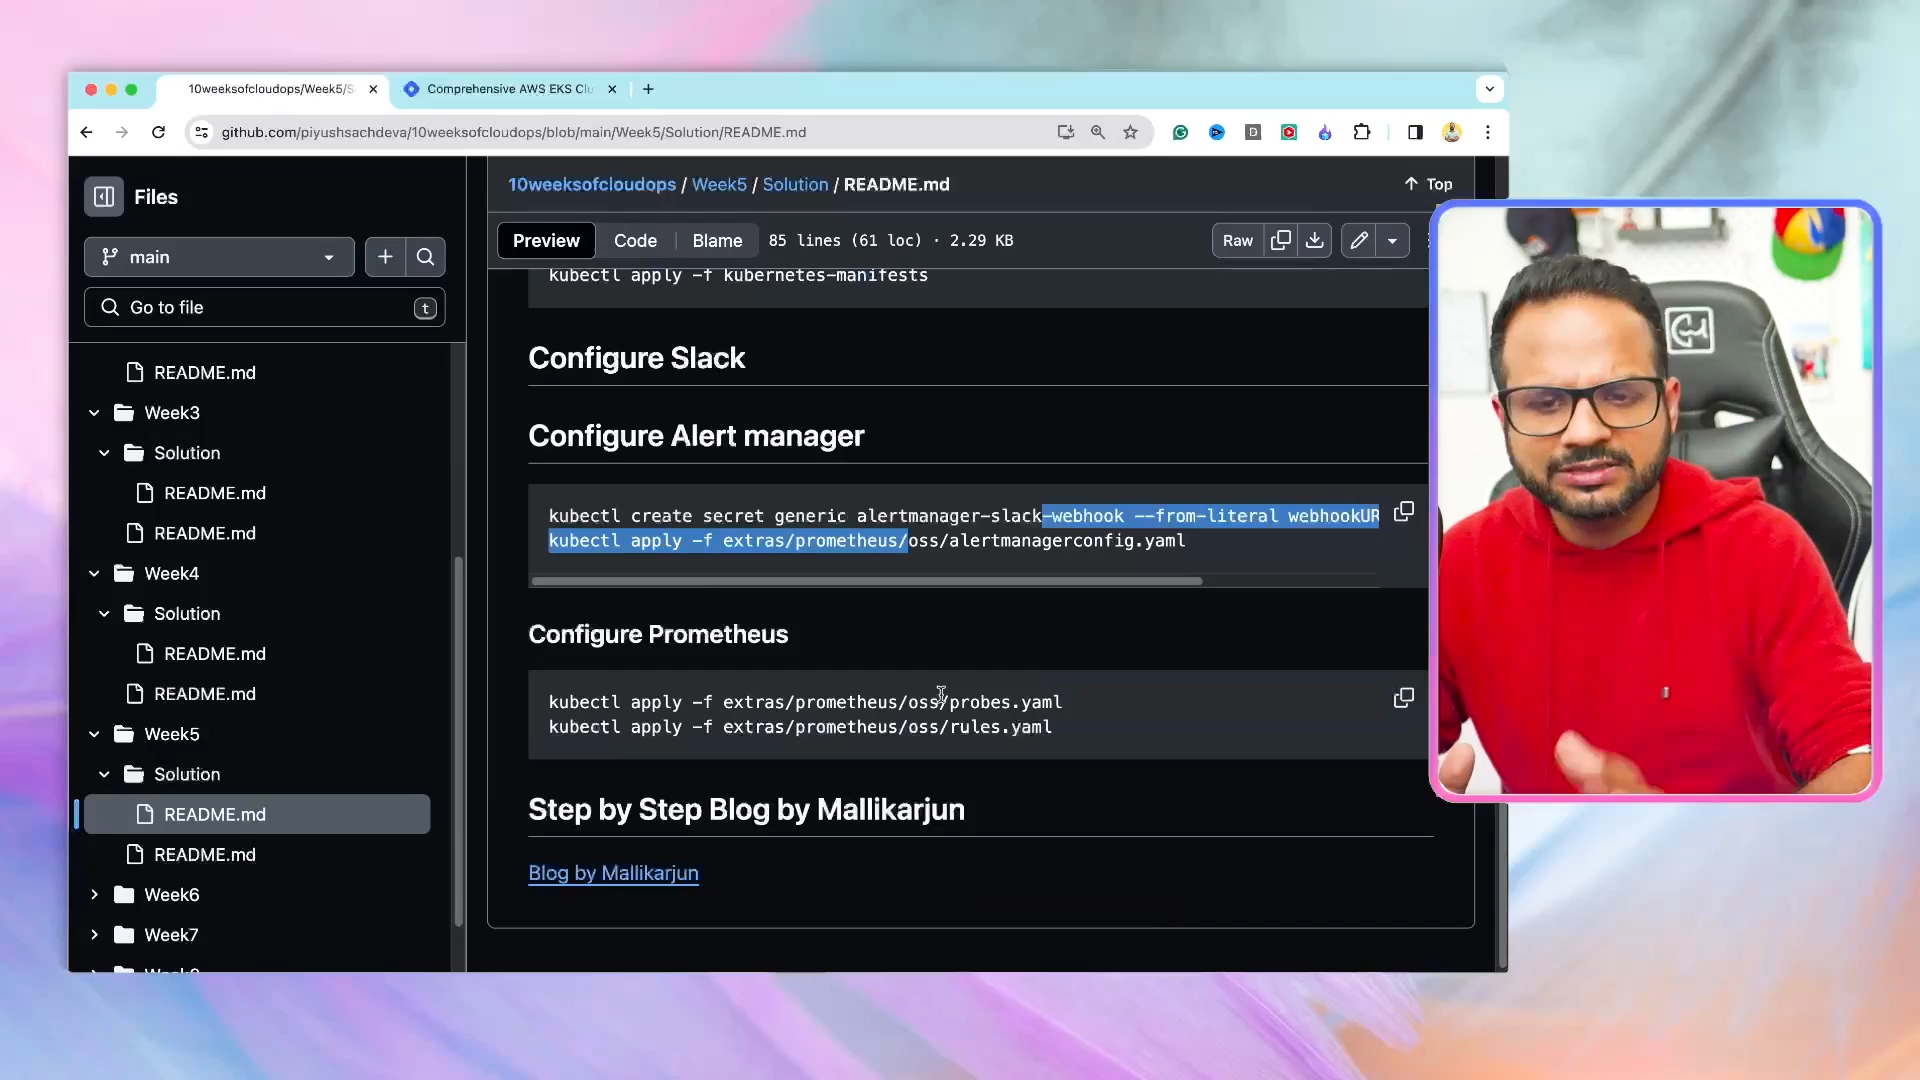 10weeksofcloudops/Week5/S
Comprehensive AWS EKS Clu
github.com/piyushsachdeva/10weeksofcloudops/blob/main/Week5/Solution/README.md
Files
main
Go to file
t
README.md
Week3
Solution
README.md
README.md
Week4
Solution
README.md
README.md
Week5
Solution
README.md
README.md
Week6
Week7
10weeksofcloudops / Week5 / Solution / README.md
Top
Preview
Code
Blame
85 lines (61 loc) · 2.29 KB
Raw
kubectl apply -f kubernetes-manifests
Configure Slack
Configure Alert manager
kubectl create secret generic alertmanager-slack-webhook --from-literal webhookUR
kubectl apply -f extras/prometheus/oss/alertmanagerconfig.yaml
Configure Prometheus
kubectl apply -f extras/prometheus/oss/probes.yaml
kubectl apply -f extras/prometheus/oss/rules.yaml
Step by Step Blog by Mallikarjun
Blog by Mallikarjun